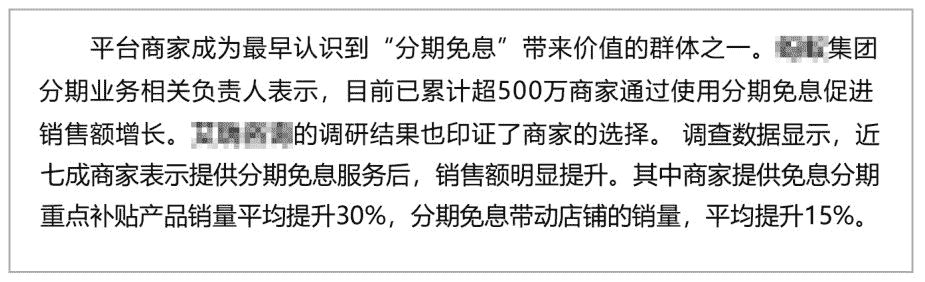 平台商家成为最早认识到“分期免息”带来价值的群体之一。集团
分期业务相关负责人表示，目前已累计超500万商家通过使用分期免息促进
销售额增长。的调研结果也印证了商家的选择。 调查数据显示，近
七成商家表示提供分期免息服务后，销售额明显提升。其中商家提供免息分期
重点补贴产品销量平均提升30%，分期免息带动店铺的销量，平均提升15%。